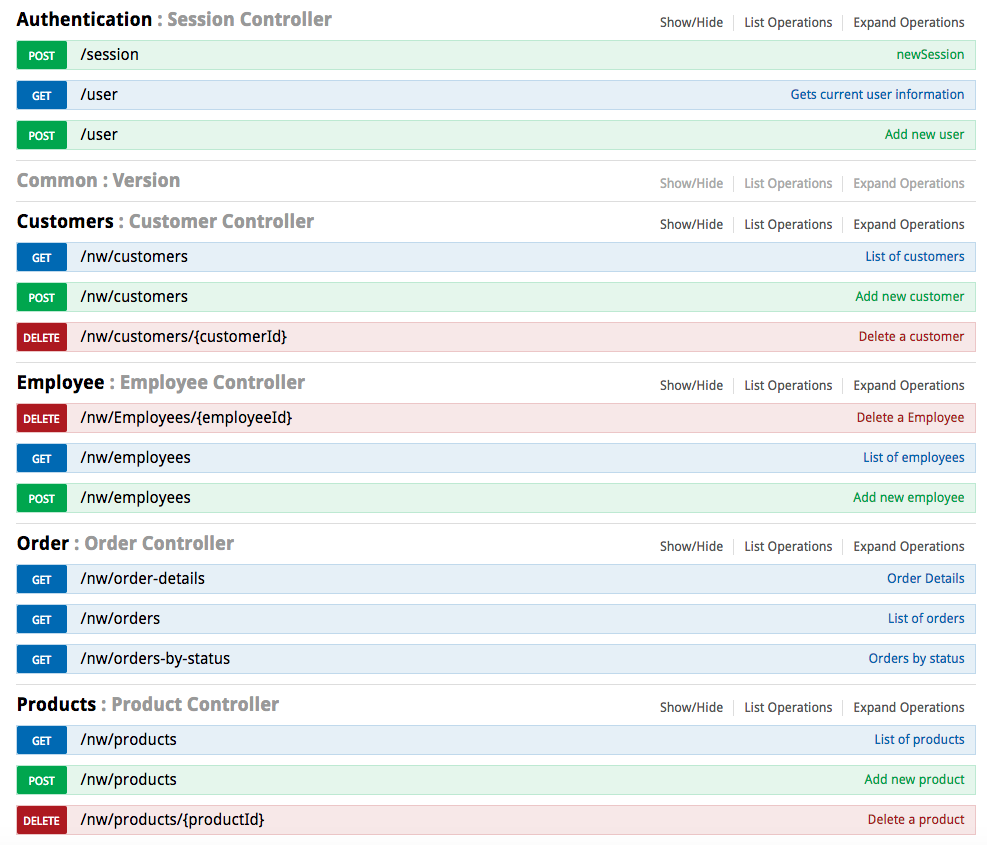 Authentication : Session Controller Show/Hide List Operations Expand Operations
POST /session newSession
GET /user Gets current user information
POST /user Add new user
Common : Version Show/Hide List Operations Expand Operations
Customers : Customer Controller Show/Hide List Operations Expand Operations
GET /nw/customers List of customers
POST /nw/customers Add new customer
DELETE /nw/customers/{customerId} Delete a customer
Employee : Employee Controller Show/Hide List Operations Expand Operations
DELETE /nw/Employees/{employeeId} Delete a Employee
GET /nw/employees List of employees
POST /nw/employees Add new employee
Order : Order Controller Show/Hide List Operations Expand Operations
GET /nw/order-details Order Details
GET /nw/orders List of orders
GET /nw/orders-by-status Orders by status
Products : Product Controller Show/Hide List Operations Expand Operations
GET /nw/products List of products
POST /nw/products Add new product
DELETE /nw/products/{productId} Delete a product